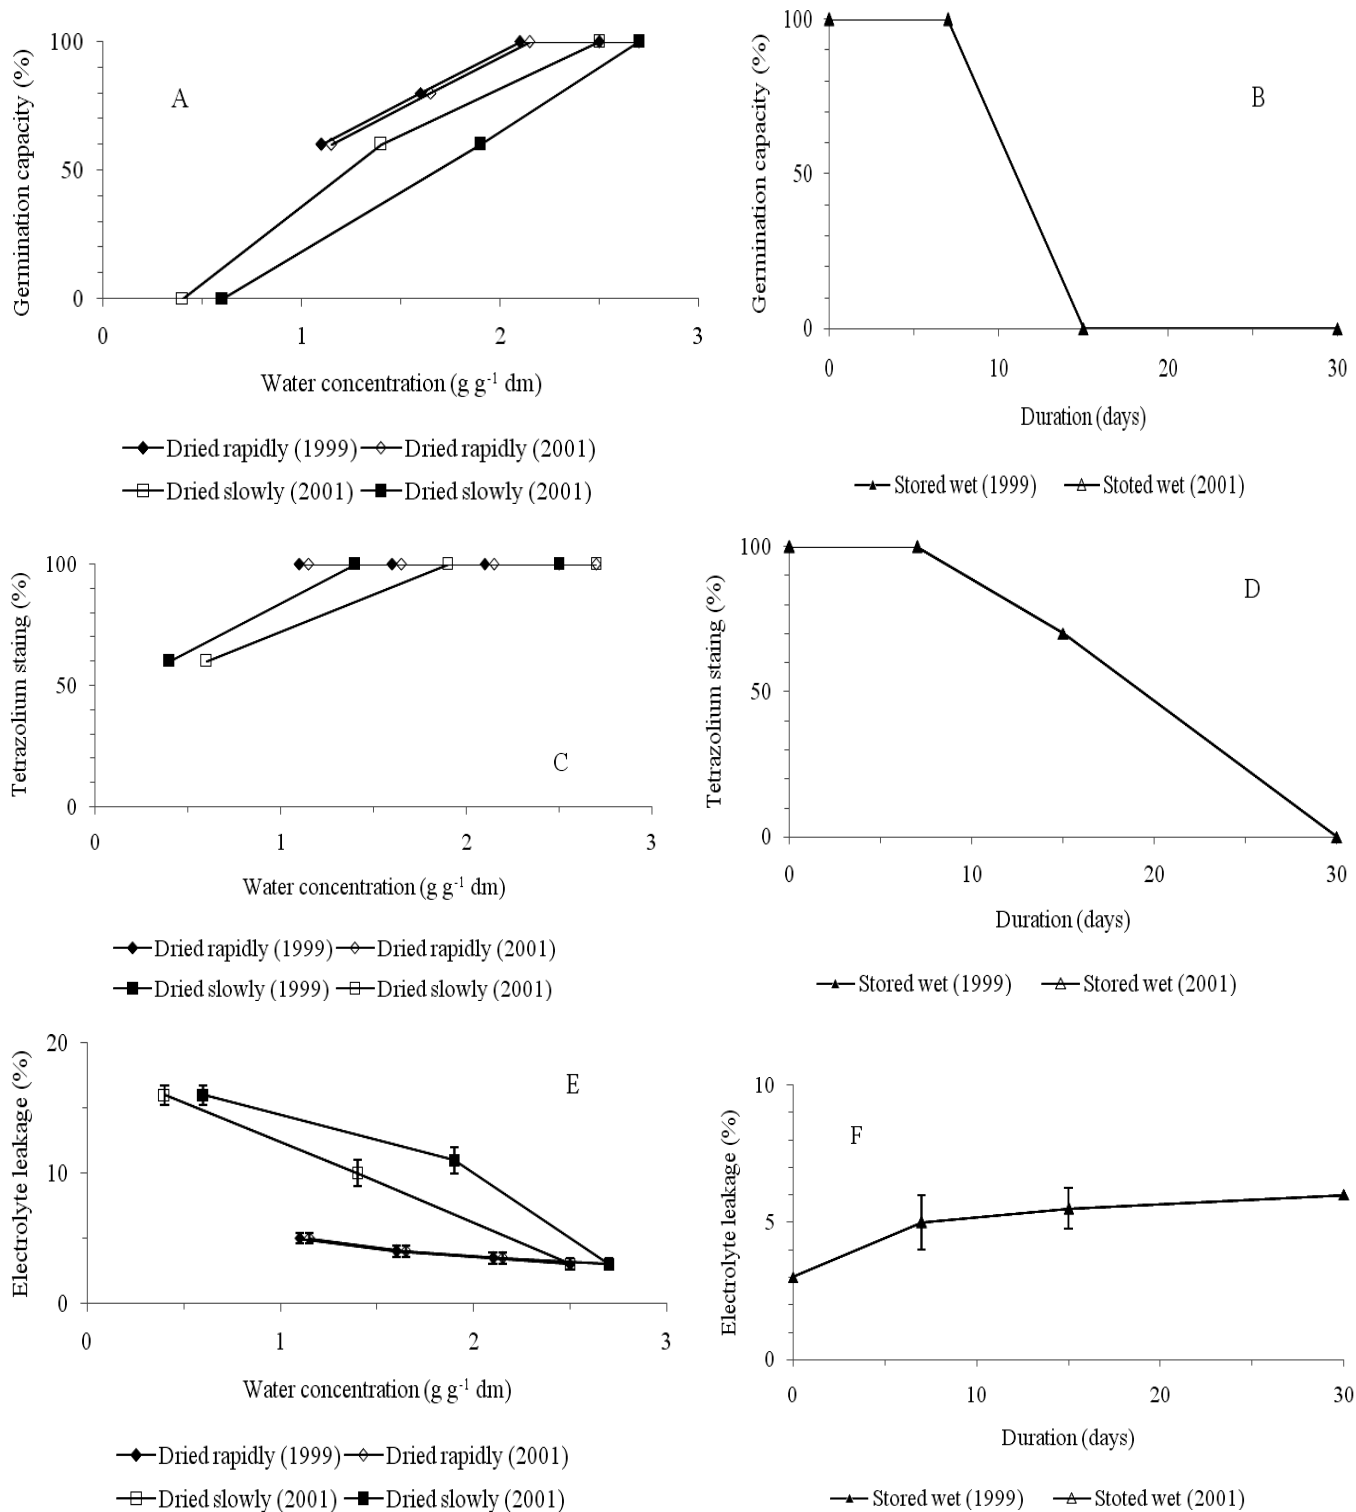 Germination capacity (%)
100
50
0
A
0 1 2 3
Water concentration (g g-1 dm)
Dried rapidly (1999) Dried rapidly (2001)
Dried slowly (2001) Dried slowly (2001)
Germination capacity (%)
100
50
0
B
0 10 20 30
Duration (days)
Stored wet (1999) Stoted wet (2001)
Tetrazolium staing (%)
100
50
0
C
0 1 2 3
Water concentration (g g-1 dm)
Dried rapidly (1999) Dried rapidly (2001)
Dried slowly (1999) Dried slowly (2001)
Tetrazolium staing (%)
100
50
0
D
0 10 20 30
Duration (days)
Stored wet (1999) Stored wet (2001)
Electrolyte leakage (%)
20
10
0
E
0 1 2 3
Water concentration (g g-1 dm)
Dried rapidly (1999) Dried rapidly (2001)
Dried slowly (2001) Dried slowly (2001)
Electrolyte leakage (%)
10
5
0
F
0 10 20 30
Duration (days)
Stored wet (1999) Stoted wet (2001)